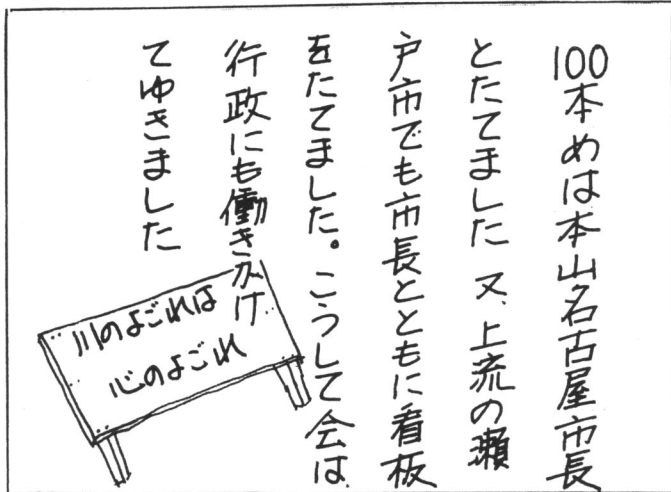 100本めは本山名古屋市長
とたてました 又、上流の瀬
戸市でも市長とともに看板
をたてました。こうして会は
行政にも働きかけ
てゆきました
川のよごれは
心のよごれ